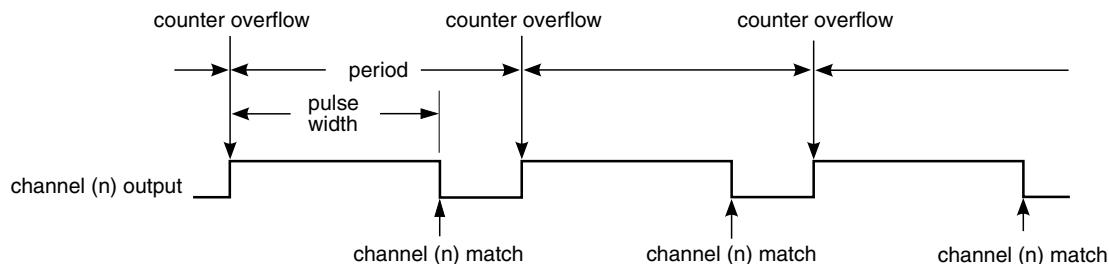 counter overflow
counter overflow
counter overflow
period
pulse
width
channel (n) output
channel (n) match
channel (n) match
channel (n) match